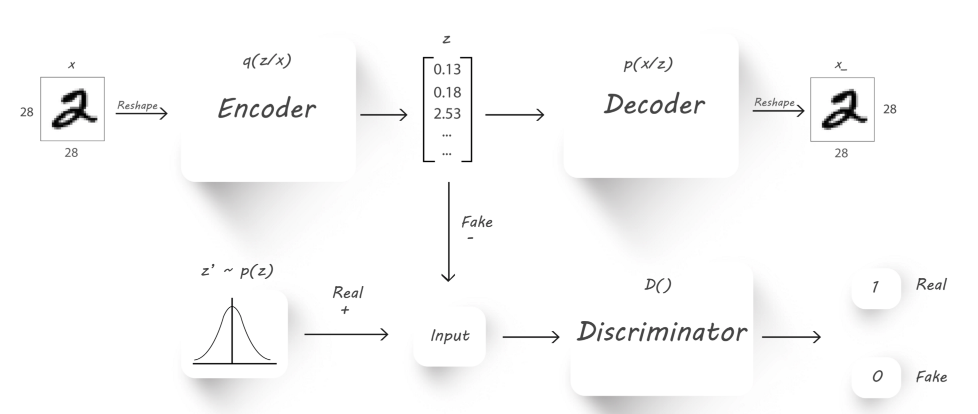 x
28
28
Reshape
q(z/x)
Encoder
z
0.13
0.18
2.53
...
...
p(x/z)
Decoder
Reshape
x_
28
28
Fake
-
z' ~ p(z)
Real
+
Input
D()
Discriminator
1
Real
0
Fake